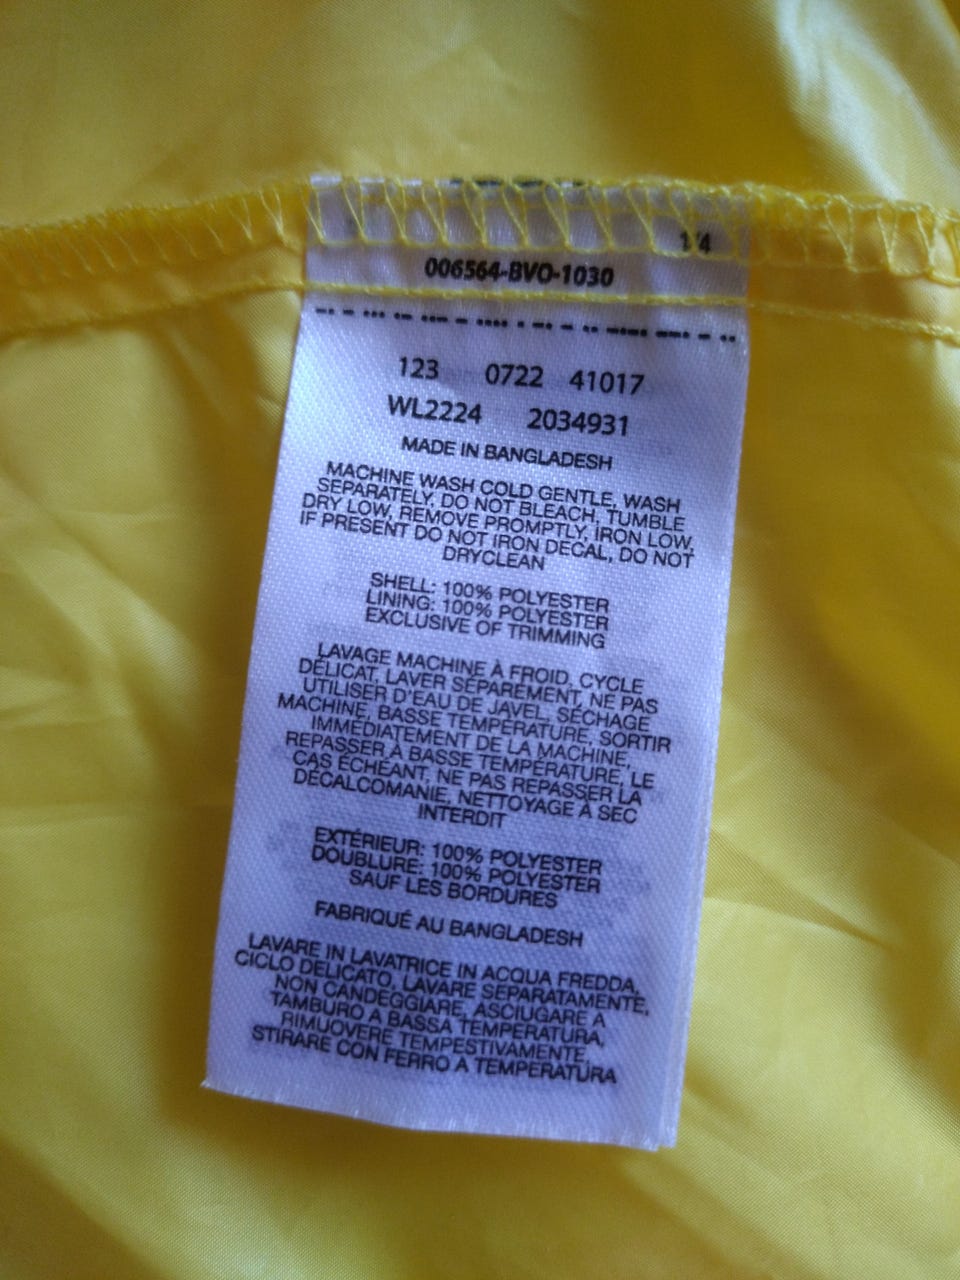 1/4
006564-BVO-1030
123 0722 41017
WL2224 2034931
MADE IN BANGLADESH
MACHINE WASH COLD GENTLE, WASH
SEPARATELY, DO NOT BLEACH, TUMBLE
DRY LOW, REMOVE PROMPTLY, IRON LOW,
IF PRESENT DO NOT IRON DECAL, DO NOT
DRYCLEAN
SHELL: 100% POLYESTER
LINING: 100% POLYESTER
EXCLUSIVE OF TRIMMING
LAVAGE MACHINE À FROID, CYCLE
DÉLICAT, LAVER SÉPAREMENT, NE PAS
UTILISER D'EAU DE JAVEL, SÉCHAGE
MACHINE, BASSE TEMPÉRATURE, SORTIR
IMMÉDIATEMENT DE LA MACHINE,
REPASSER À BASSE TEMPÉRATURE, LE
CAS ÉCHÉANT, NE PAS REPASSER LA
DÉCALCOMANIE, NETTOYAGE À SEC
INTERDIT
EXTÉRIEUR: 100% POLYESTER
DOUBLURE: 100% POLYESTER
SAUF LES BORDURES
FABRIQUÉ AU BANGLADESH
LAVARE IN LAVATRICE IN ACQUA FREDDA,
CICLO DELICATO, LAVARE SEPARATAMENTE,
NON CANDEGGIARE, ASCIUGARE A
TAMBURO A BASSA TEMPERATURA,
RIMUOVERE TEMPESTIVAMENTE,
STIRARE CON FERRO A TEMPERATURA